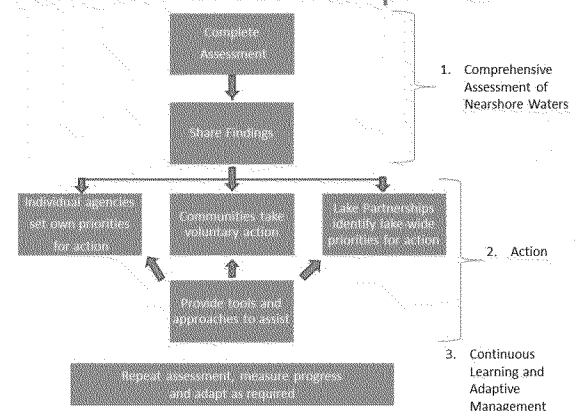 Complete
Assessment
1. Comprehensive
Assessment of
Nearshore Waters
Share Findings
Individual agencies
set own priorities
for action
Communities take
voluntary action
Lake Partnerships
identify lake-wide
priorities for action
2. Action
Provide tools and
approaches to assist
3. Continuous
Learning and
Adaptive
Management
Repeat assessment, measure progress
and adapt as required